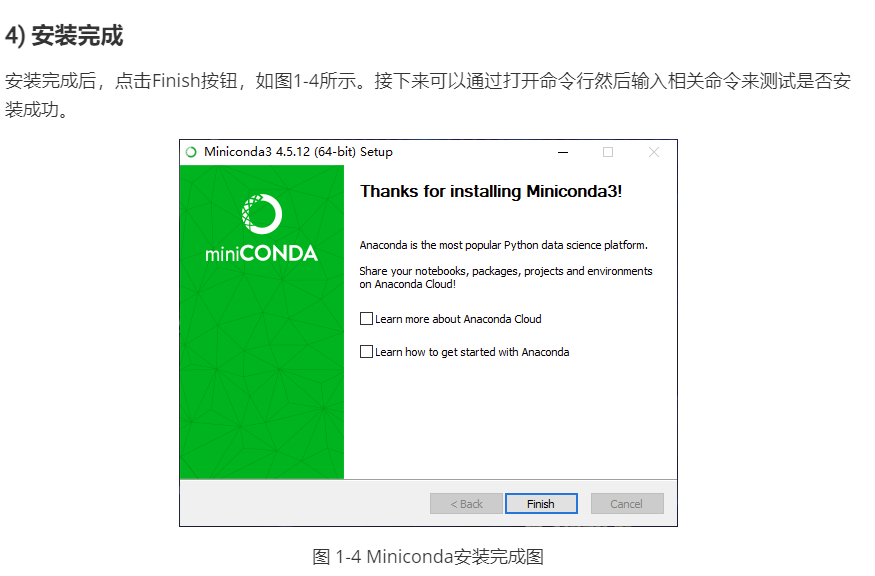 4) 安装完成
安装完成后，点击Finish按钮，如图1-4所示。接下来可以通过打开命令行然后输入相关命令来测试是否安
装成功。
Miniconda3 4.5.12 (64-bit) Setup
miniCONDA
Thanks for installing Miniconda3!
Anaconda is the most popular Python data science platform.
Share your notebooks, packages, projects and environments
on Anaconda Cloud!
Learn more about Anaconda Cloud
Learn how to get started with Anaconda
< Back Finish Cancel
图 1-4 Miniconda安装完成图